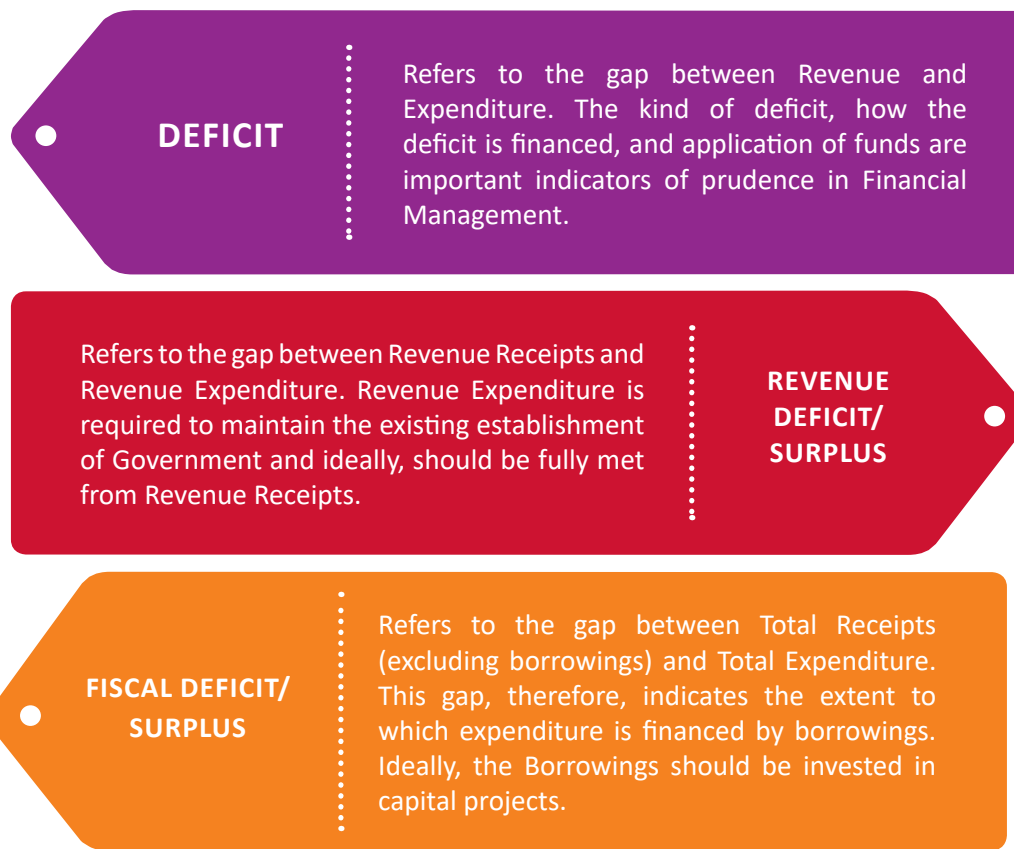 DEFICIT
Refers to the gap between Revenue and
Expenditure. The kind of deficit, how the
deficit is financed, and application of funds are
important indicators of prudence in Financial
Management.
Refers to the gap between Revenue Receipts and
Revenue Expenditure. Revenue Expenditure is
required to maintain the existing establishment
of Government and ideally, should be fully met
from Revenue Receipts.
REVENUE
DEFICIT/
SURPLUS
FISCAL DEFICIT/
SURPLUS
Refers to the gap between Total Receipts
(excluding borrowings) and Total Expenditure.
This gap, therefore, indicates the extent to
which expenditure is financed by borrowings.
Ideally, the Borrowings should be invested in
capital projects.